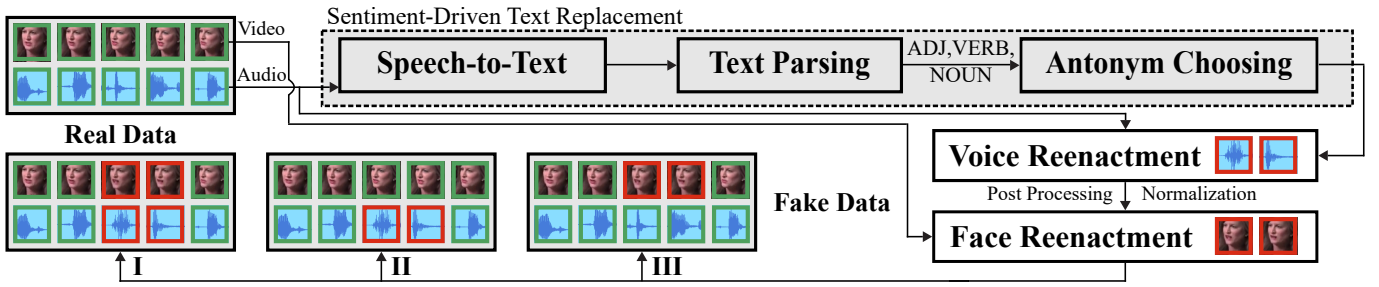 Sentiment-Driven Text Replacement
Video
Audio
Speech-to-Text
Text Parsing
ADJ,VERB,
NOUN
Antonym Choosing
Real Data
Voice Reenactment
Post Processing
Normalization
Fake Data
Face Reenactment
I
II
III